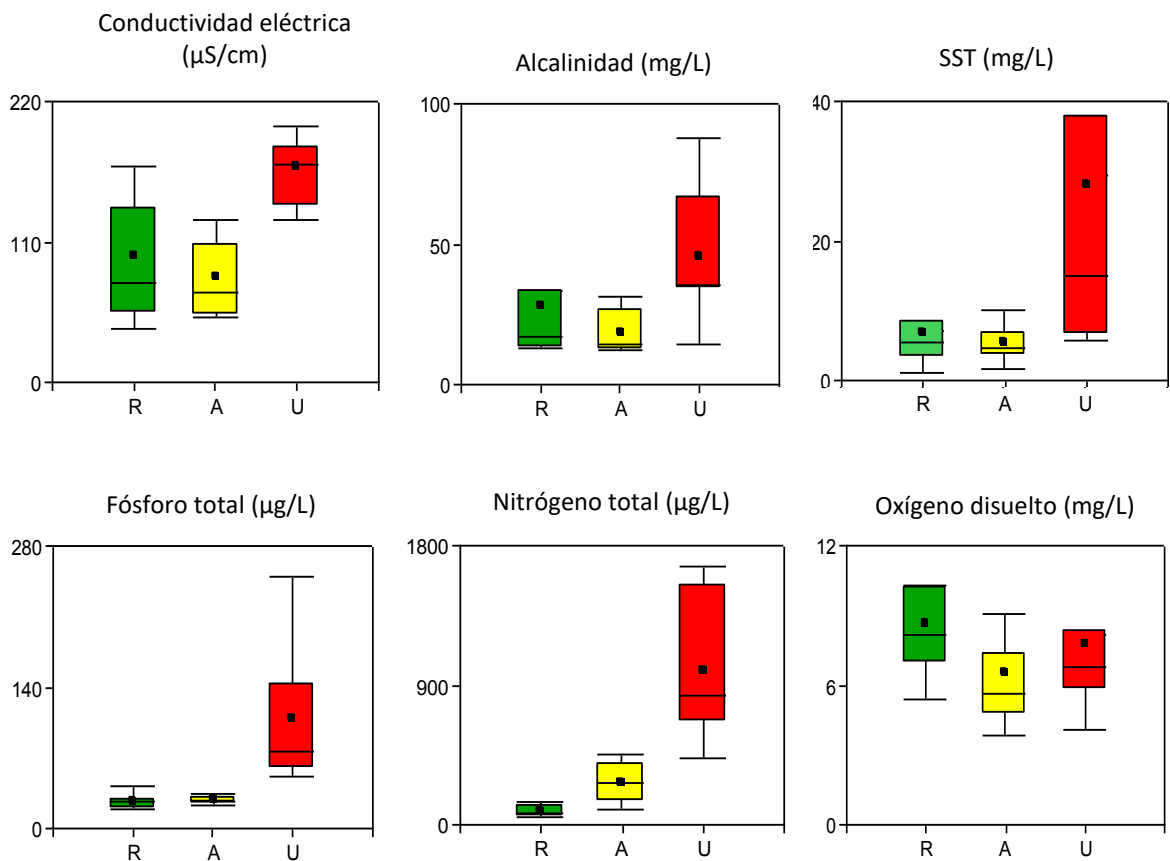 Conductividad eléctrica
(µS/cm)
Alcalinidad (mg/L)
SST (mg/L)
220
110
0
R A U
100
50
0
R A U
40
20
0
R A U
Fósforo total (µg/L)
Nitrógeno total (µg/L)
Oxígeno disuelto (mg/L)
280
140
0
R A U
1800
900
0
R A U
12
6
0
R A U